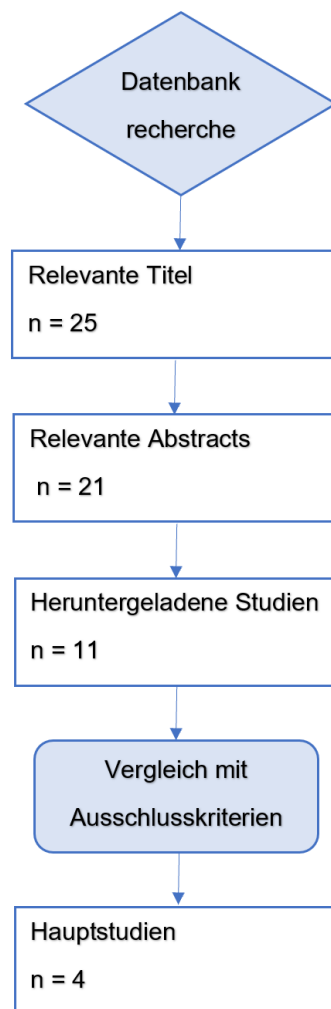 Datenbank
recherche
Relevante Titel
n = 25
Relevante Abstracts
n = 21
Heruntergeladene Studien
n = 11
Vergleich mit
Ausschlusskriterien
Hauptstudien
n = 4